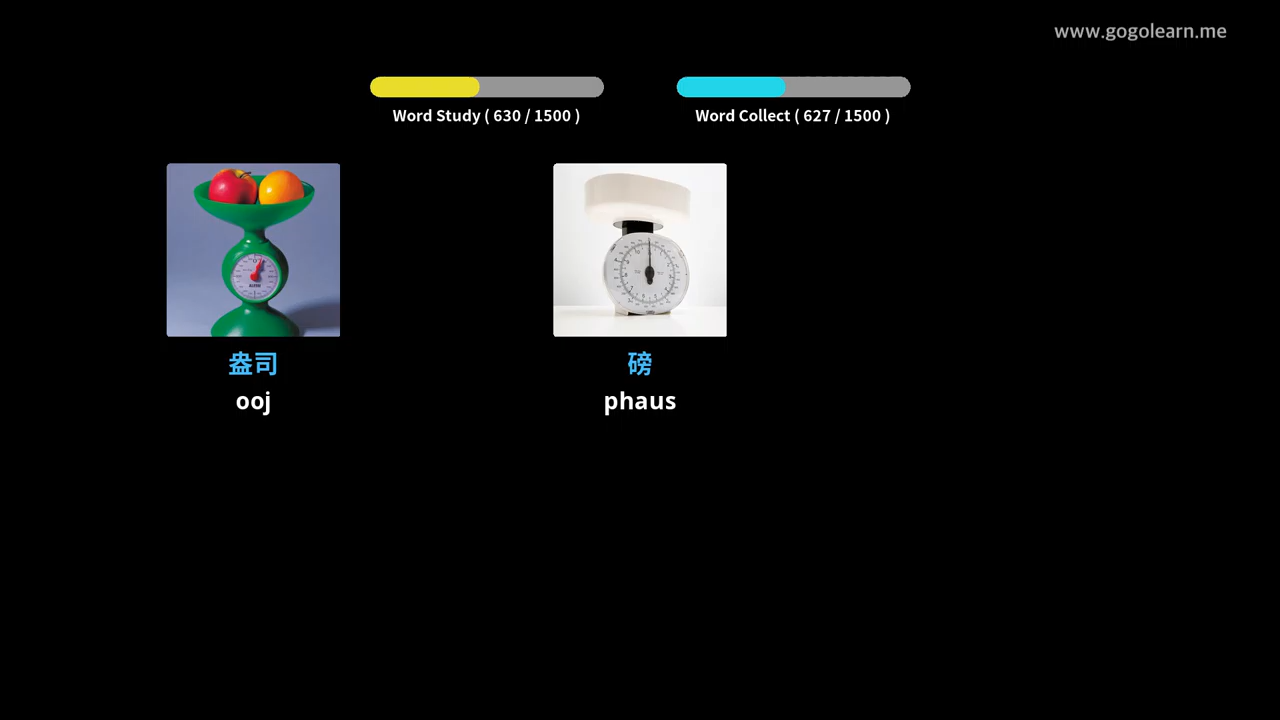 www.gogolearn.me
Word Study ( 630 / 1500 )
Word Collect ( 627 / 1500 )
盎司
磅
ooj
phaus